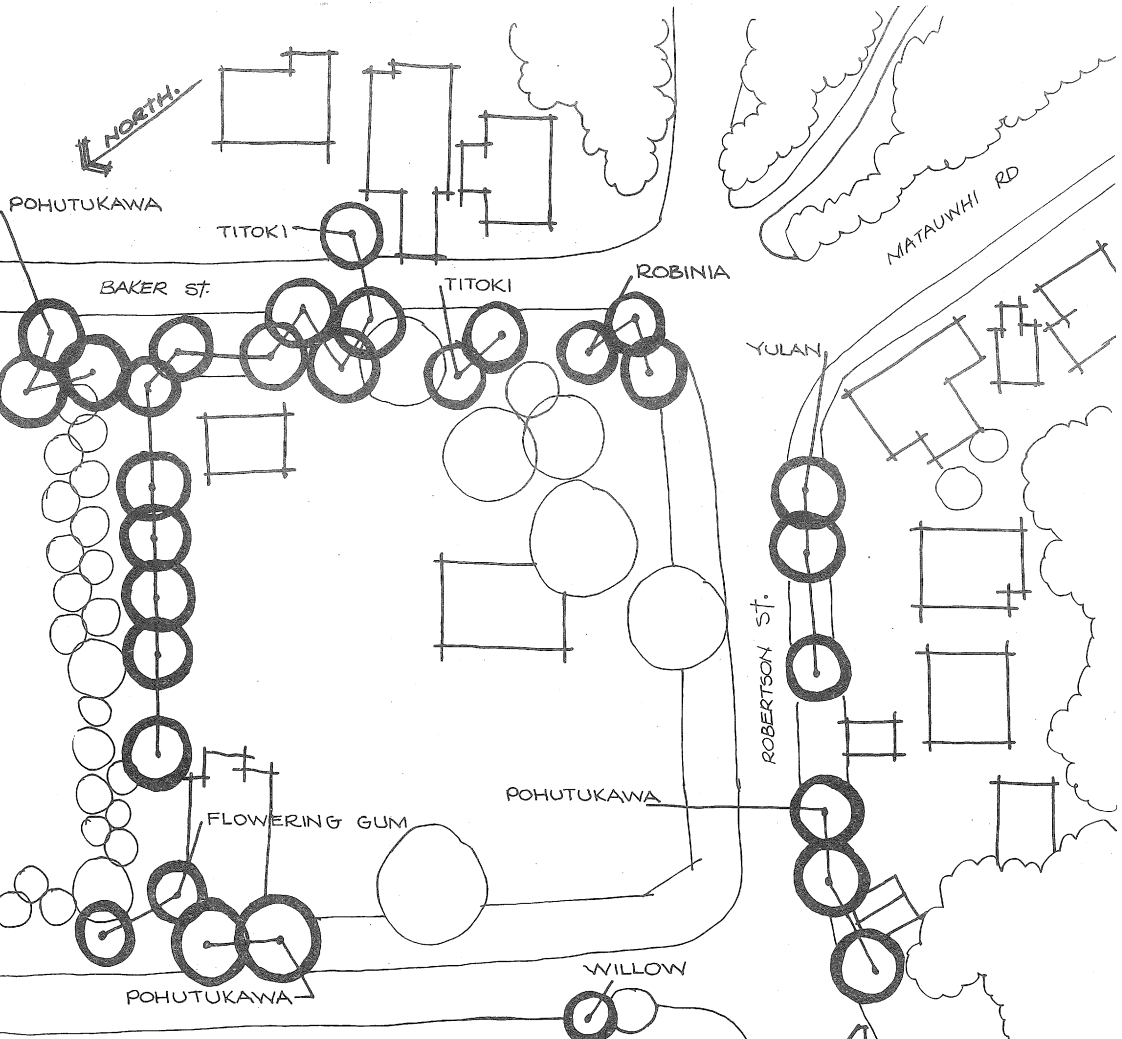 NORTH.
POHUTUKAWA
TITOKI
BAKER St.
TITOKI
ROBINIA
MATAUWHI RD
YULAN
ROBERTSON St.
POHUTUKAWA
FLOWERING GUM
POHUTUKAWA
WILLOW